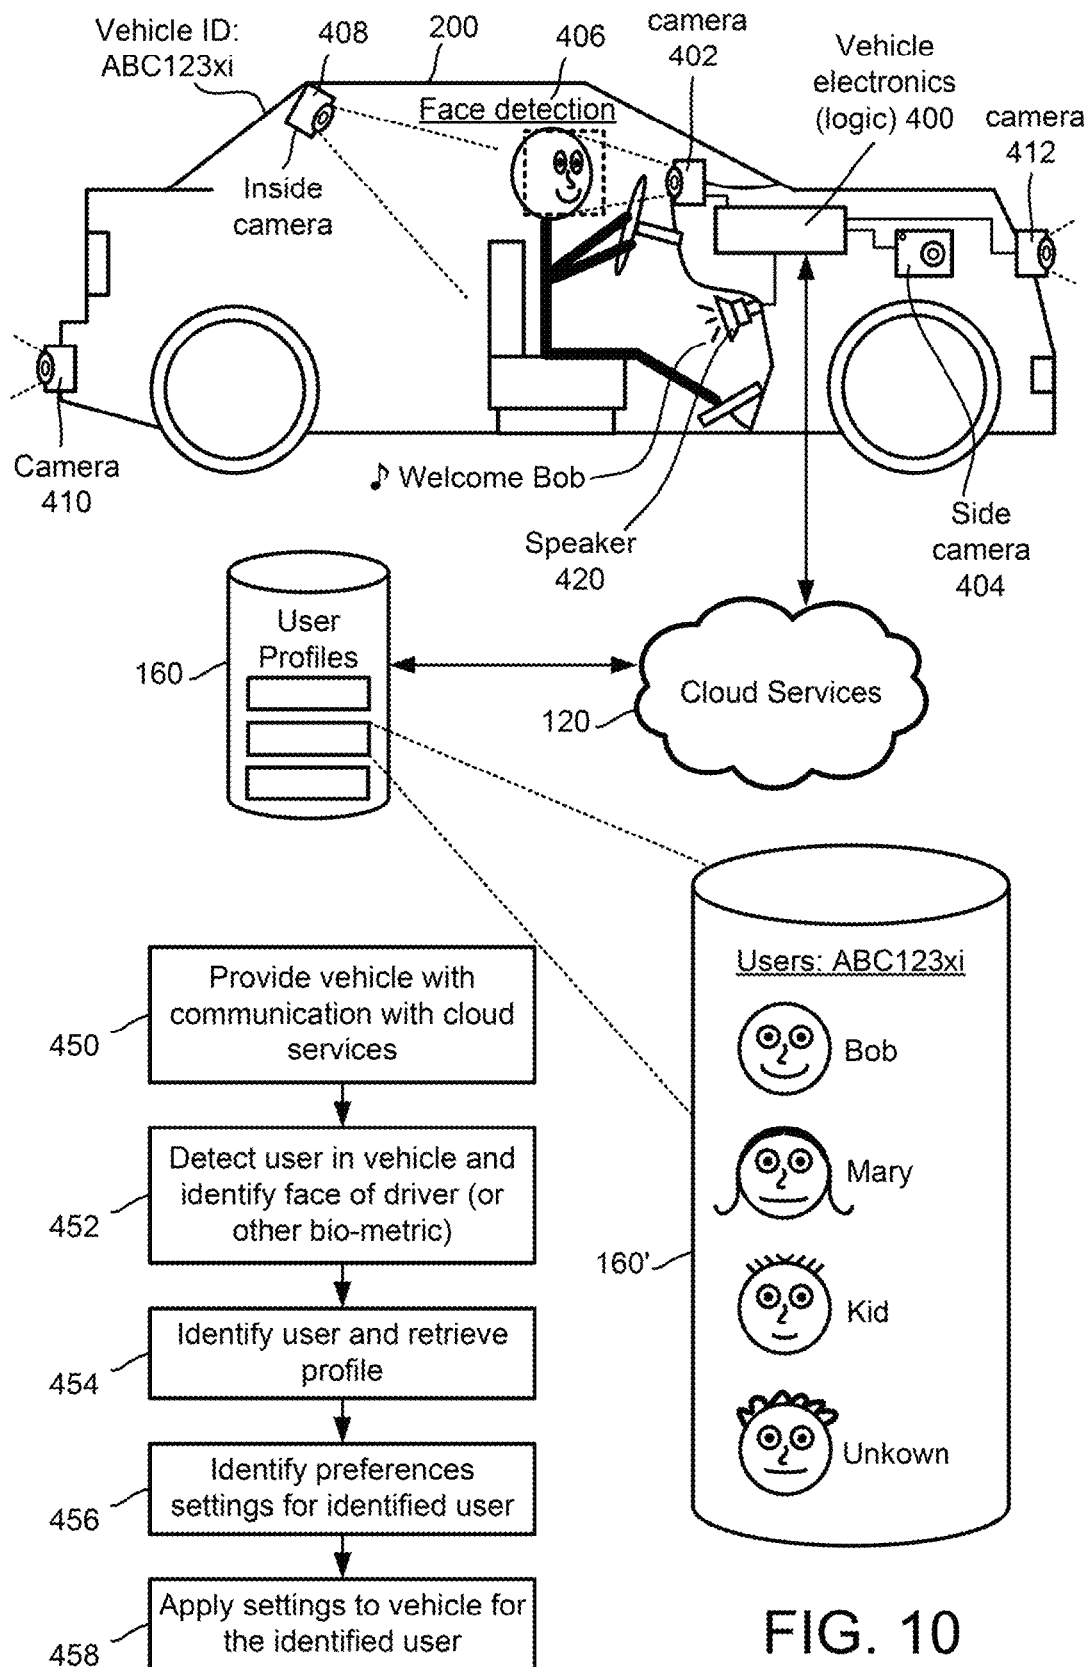 Vehicle ID:
ABC123xi
408
200
406
camera
402
Vehicle
electronics
(logic) 400
camera
412
Face detection
Inside
camera
Camera
410
♪ Welcome Bob
Speaker
420
Side
camera
404
User
Profiles
160
Cloud Services
120
Users: ABC123xi
Bob
Mary
Kid
Unkown
160'
Provide vehicle with
communication with cloud
services
450
Detect user in vehicle and
identify face of driver (or
other bio-metric)
452
Identify user and retrieve
profile
454
Identify preferences
settings for identified user
456
Apply settings to vehicle for
the identified user
458
FIG. 10